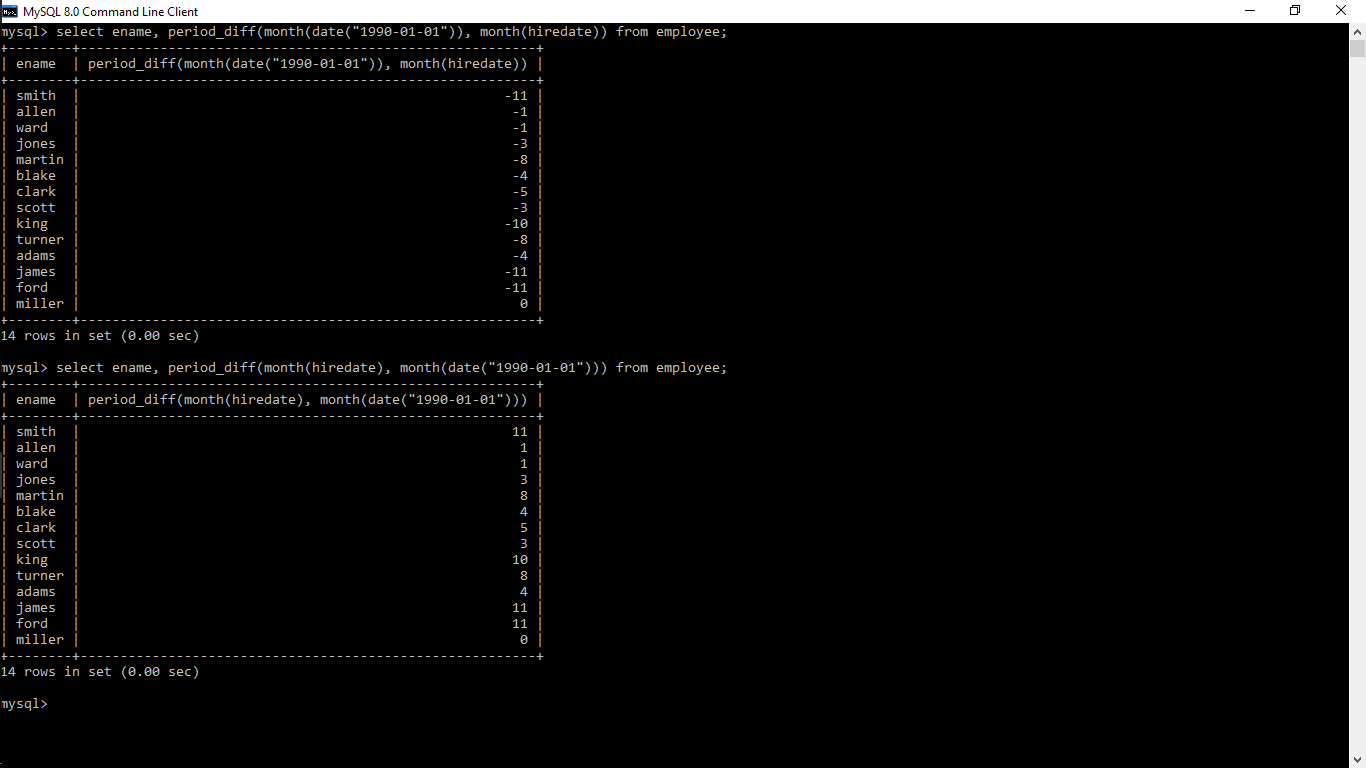 MySQL 8.0 Command Line Client
mysql> select ename, period_diff(month(date("1990-01-01")), month(hiredate)) from employee;
+--------+---------------------------------------------------------+
| ename  | period_diff(month(date("1990-01-01")), month(hiredate)) |
+--------+---------------------------------------------------------+
| smith  |                                                     -11 |
| allen  |                                                      -1 |
| ward   |                                                      -1 |
| jones  |                                                      -3 |
| martin |                                                      -8 |
| blake  |                                                      -4 |
| clark  |                                                      -5 |
| scott  |                                                      -3 |
| king   |                                                     -10 |
| turner |                                                      -8 |
| adams  |                                                      -4 |
| james  |                                                     -11 |
| ford   |                                                     -11 |
| miller |                                                       0 |
+--------+---------------------------------------------------------+
14 rows in set (0.00 sec)
mysql> select ename, period_diff(month(hiredate), month(date("1990-01-01"))) from employee;
+--------+---------------------------------------------------------+
| ename  | period_diff(month(hiredate), month(date("1990-01-01"))) |
+--------+---------------------------------------------------------+
| smith  |                                                      11 |
| allen  |                                                       1 |
| ward   |                                                       1 |
| jones  |                                                       3 |
| martin |                                                       8 |
| blake  |                                                       4 |
| clark  |                                                       5 |
| scott  |                                                       3 |
| king   |                                                      10 |
| turner |                                                       8 |
| adams  |                                                       4 |
| james  |                                                      11 |
| ford   |                                                      11 |
| miller |                                                       0 |
+--------+---------------------------------------------------------+
14 rows in set (0.00 sec)
mysql>